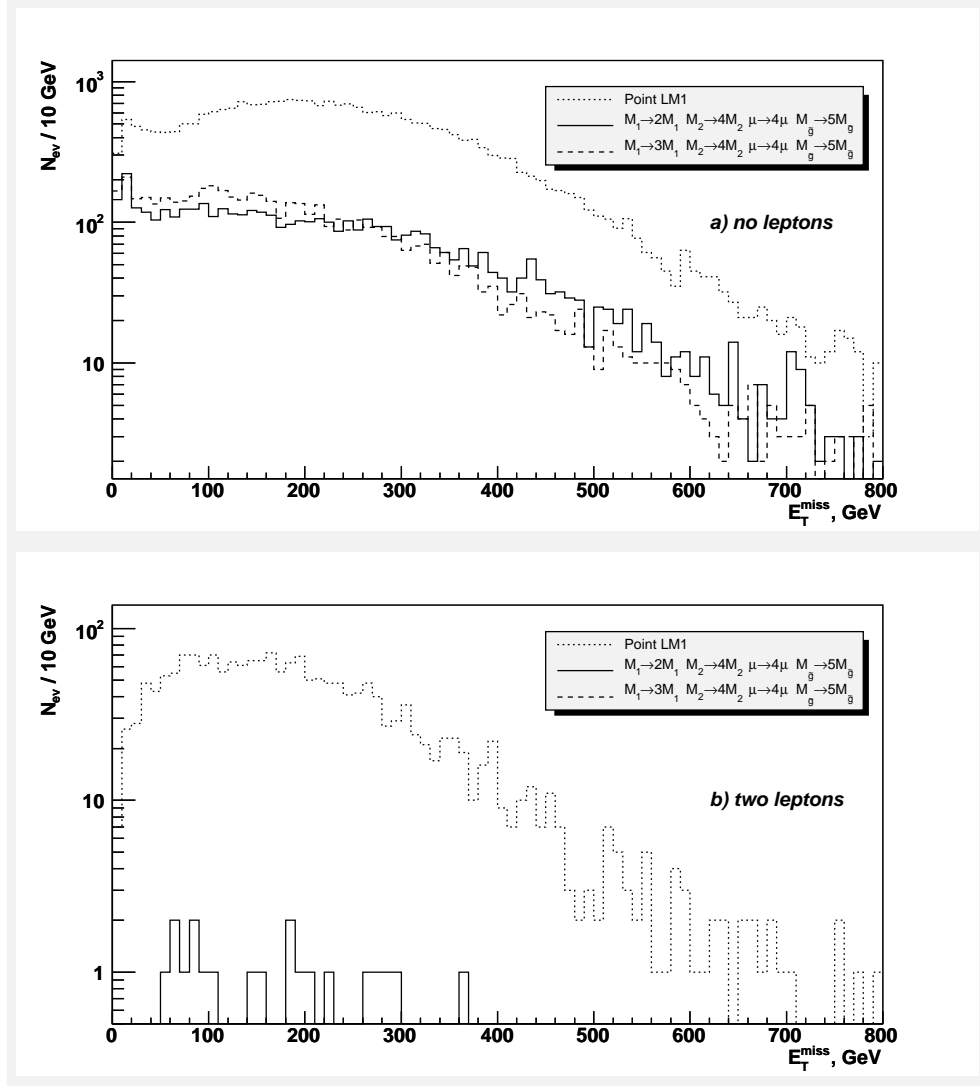 N_ev / 10 GeV
10^3
10^2
10
Point LM1
M_1→2M_1 M_2→4M_2 μ→4μ M_g̃→5M_g
M_1→3M_1 M_2→4M_2 μ→4μ M_g→5M_g̃
a) no leptons
0 100 200 300 400 500 600 700 800
E_T^miss, GeV
N_ev / 10 GeV
10^2
10
1
Point LM1
M_1→2M_1 M_2→4M_2 μ→4μ M_g̃→5M_g
M_1→3M_1 M_2→4M_2 μ→4μ M_g→5M_g̃
b) two leptons
0 100 200 300 400 500 600 700 800
E_T^miss, GeV